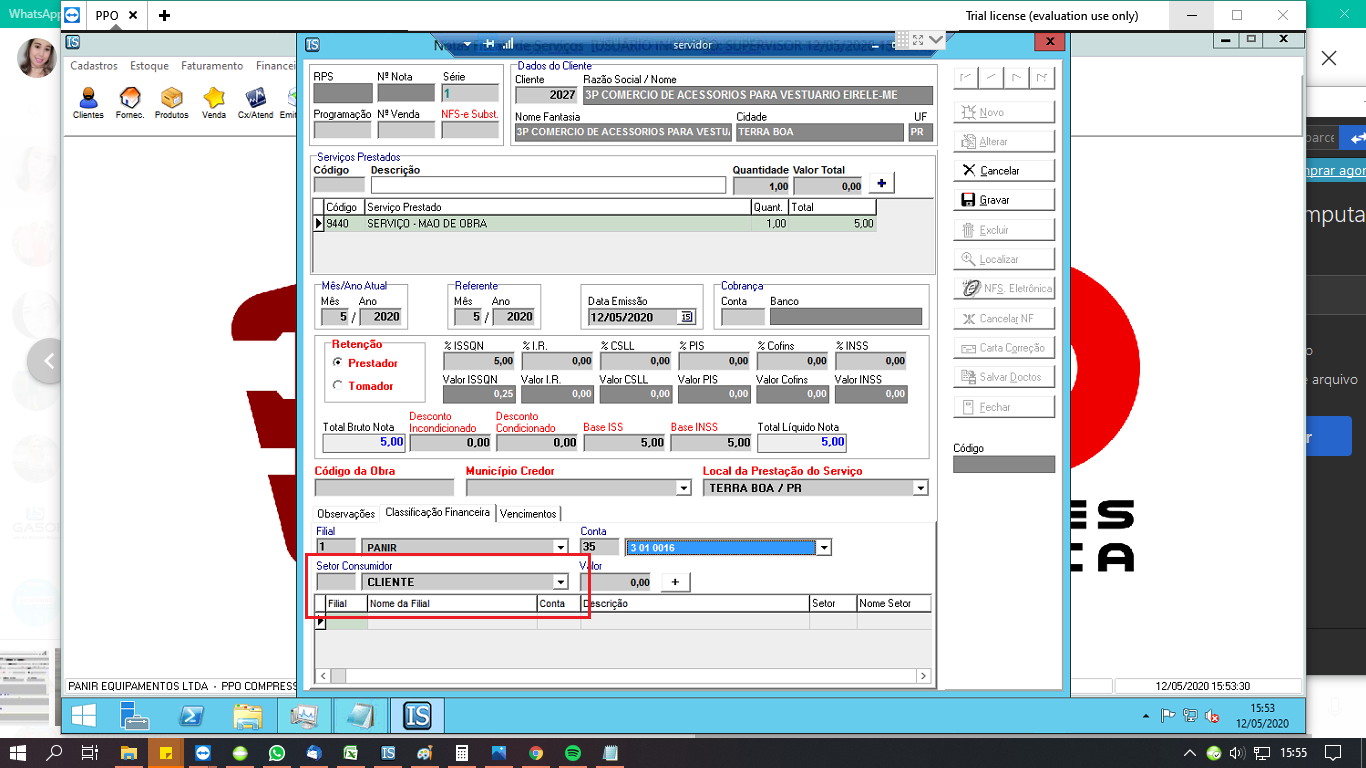 WhatsApp
PPO
Trial license (evaluation use only)
Notas Fiscais de Serviços [USUÁRIO INICIADO: SUPERVISOR 12/05/2020 15
servidor
Cadastros Estoque Faturamento Financei
Clientes Fornec. Produtos Venda Cx/Atend Emit
RPS Nº Nota Série
1
Programação Nº Venda NFS-e Subst.
Dados do Cliente
Cliente Razão Social / Nome
2027 3P COMERCIO DE ACESSORIOS PARA VESTUARIO EIRELE-ME
Nome Fantasia Cidade UF
3P COMERCIO DE ACESSORIOS PARA VESTU TERRA BOA PR
Serviços Prestados
Código Descrição Quantidade Valor Total
1,00 0,00 +
Código Serviço Prestado Quant. Total
9440 SERVIÇO - MAO DE OBRA 1,00 5,00
Mês/Ano Atual Referente Cobrança
Mês Ano Mês Ano Data Emissão Conta Banco
5 / 2020 5 / 2020 12/05/2020
Retenção
Prestador
Tomador
% ISSQN % I.R. % CSLL % PIS % Cofins % INSS
5,00 0,00 0,00 0,00 0,00 0,00
Valor ISSQN Valor I.R. Valor CSLL Valor PIS Valor Cofins Valor INSS
0,25 0,00 0,00 0,00 0,00 0,00
Total Bruto Nota Desconto Incondicionado Desconto Condicionado Base ISS Base INSS Total Líquido Nota
5,00 0,00 0,00 5,00 5,00 5,00
Código da Obra Município Credor Local da Prestação do Serviço
TERRA BOA / PR
Observações Classificação Financeira Vencimentos
Filial Conta
1 PANIR 35 3 01 0016
Setor Consumidor Valor
CLIENTE 0,00 +
Filial Nome da Filial Conta Descrição Setor Nome Setor
Novo
Alterar
Cancelar
Gravar
Excluir
Localizar
NFS. Eletrônica
Cancelar NF
Carta Correção
Salvar Doctos
Fechar
Código
parce
prar agor
mputa
o
e arquivo
r
ES
CA
GASO
PANIR EQUIPAMENTOS LTDA - PPO COMPRESS
12/05/2020 15:53:30
IS
15:53
12/05/2020
15:55